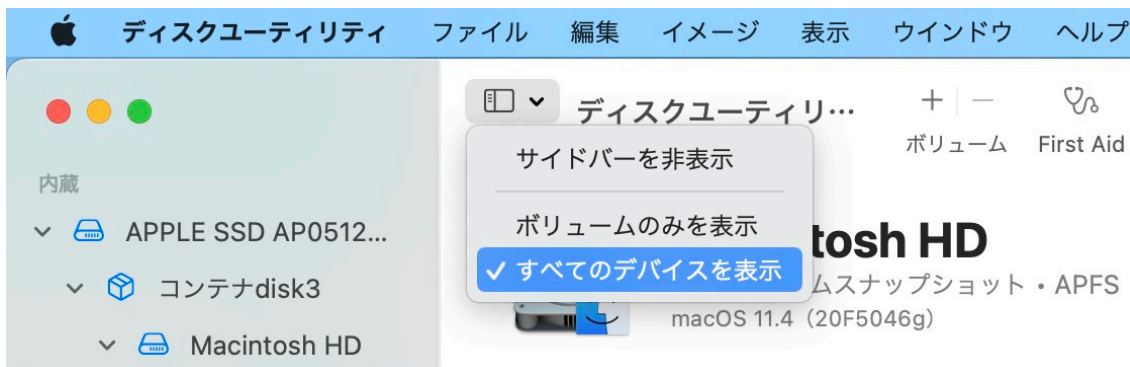 ディスクユーティリティ ファイル 編集 イメージ 表示 ウインドウ ヘルプ
ディスクユーティリ…
ボリューム First Aid
サイドバーを非表示
ボリュームのみを表示
✓ すべてのデバイスを表示
内蔵
APPLE SSD AP0512...
コンテナdisk3
Macintosh HD
tosh HD
ムスナップショット • APFS
macOS 11.4（20F5046g）